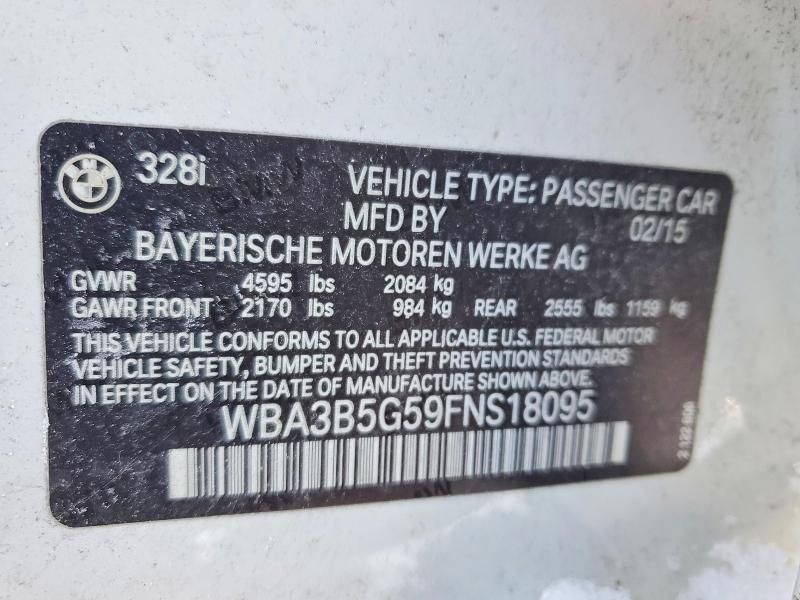 328i
VEHICLE TYPE: PASSENGER CAR
MFD BY 02/15
BAYERISCHE MOTOREN WERKE AG
GVWR 4595 lbs 2084 kg
GAWR FRONT 2170 lbs 984 kg REAR 2555 lbs 1159 kg
THIS VEHICLE CONFORMS TO ALL APPLICABLE U.S. FEDERAL MOTOR
VEHICLE SAFETY, BUMPER AND THEFT PREVENTION STANDARDS
IN EFFECT ON THE DATE OF MANUFACTURE SHOWN ABOVE.
WBA3B5G59FNS18095